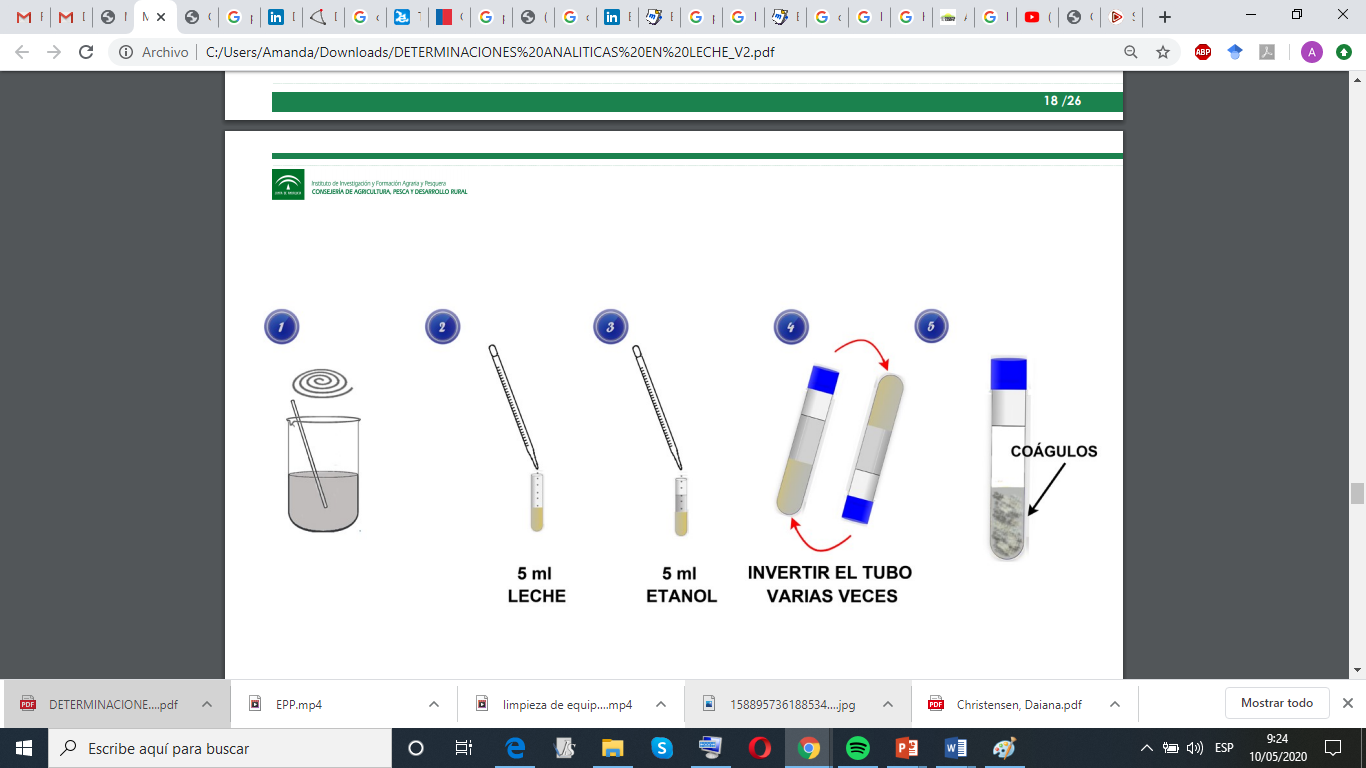 Archivo
C:/Users/Amanda/Downloads/DETERMINACIONES%20ANALITICAS%20EN%20LECHE_V2.pdf
ABP
A
18 /26
Instituto de Investigación y Formación Agraria y Pesquera
CONSEJERÍA DE AGRICULTURA, PESCA Y DESARROLLO RURAL
1
2
3
4
5
COÁGULOS
5 ml
LECHE
5 ml
ETANOL
INVERTIR EL TUBO
VARIAS VECES
DETERMINACIONE....pdf
EPP.mp4
limpieza de equip....mp4
158895736188534....jpg
Christensen, Daiana.pdf
Mostrar todo
Escribe aquí para buscar
ESP
9:24
10/05/2020